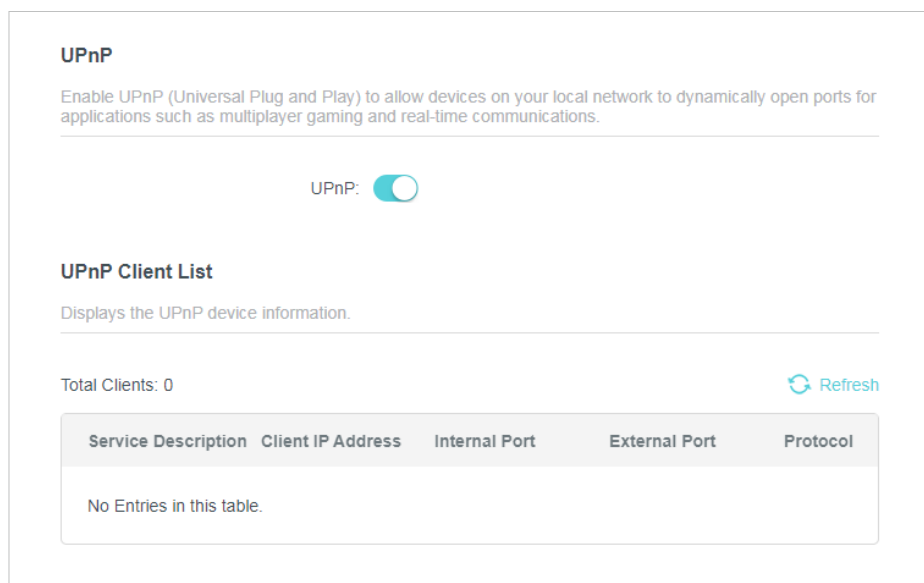 UPnP
Enable UPnP (Universal Plug and Play) to allow devices on your local network to dynamically open ports for
applications such as multiplayer gaming and real-time communications.
UPnP:
UPnP Client List
Displays the UPnP device information.
Total Clients: 0 Refresh
Service Description Client IP Address Internal Port External Port Protocol
No Entries in this table.